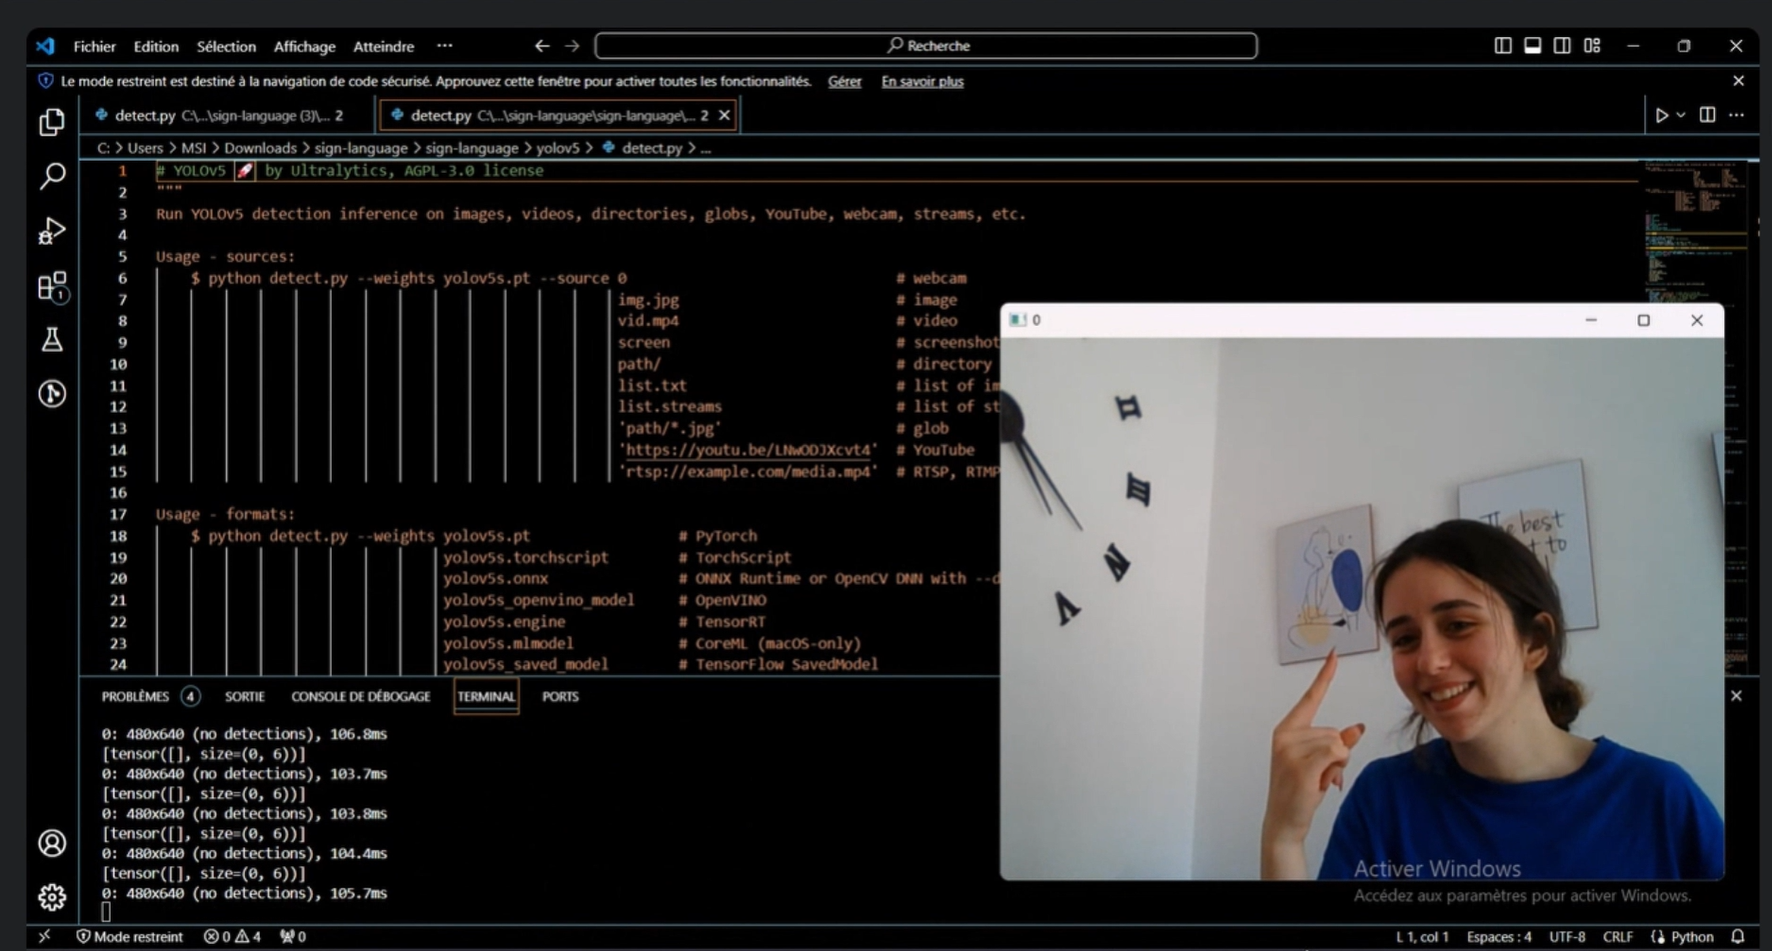 Fichier Edition Sélection Affichage Atteindre ··· Recherche
Le mode restreint est destiné à la navigation de code sécurisé. Approuvez cette fenêtre pour activer toutes les fonctionnalités. Gérer En savoir plus
detect.py C:\...\sign-language (3)\... 2 detect.py C:\...\sign-language\sign-language\... 2
C: > Users > MSI > Downloads > sign-language > sign-language > yolov5 > detect.py > ...
1 # YOLOv5 🚀 by Ultralytics, AGPL-3.0 license
2 """
3 Run YOLOv5 detection inference on images, videos, directories, globs, YouTube, webcam, streams, etc.
4
5 Usage - sources:
6 $ python detect.py --weights yolov5s.pt --source 0 # webcam
7 img.jpg # image
8 vid.mp4 # video
9 screen # screenshot
10 path/ # directory
11 list.txt # list of im
12 list.streams # list of st
13 'path/*.jpg' # glob
14 'https://youtu.be/LNwODJXcvt4' # YouTube
15 'rtsp://example.com/media.mp4' # RTSP, RTMP
16
17 Usage - formats:
18 $ python detect.py --weights yolov5s.pt # PyTorch
19 yolov5s.torchscript # TorchScript
20 yolov5s.onnx # ONNX Runtime or OpenCV DNN with --d
21 yolov5s_openvino_model # OpenVINO
22 yolov5s.engine # TensorRT
23 yolov5s.mlmodel # CoreML (macOS-only)
24 yolov5s_saved_model # TensorFlow SavedModel
0
The best
to
PROBLÈMES 4 SORTIE CONSOLE DE DÉBOGAGE TERMINAL PORTS
0: 480x640 (no detections), 106.8ms
[tensor([], size=(0, 6))]
0: 480x640 (no detections), 103.7ms
[tensor([], size=(0, 6))]
0: 480x640 (no detections), 103.8ms
[tensor([], size=(0, 6))]
0: 480x640 (no detections), 104.4ms
[tensor([], size=(0, 6))]
0: 480x640 (no detections), 105.7ms
Activer Windows
Accédez aux paramètres pour activer Windows.
Mode restreint 0 4 0 L 1, col 1 Espaces : 4 UTF-8 CRLF Python